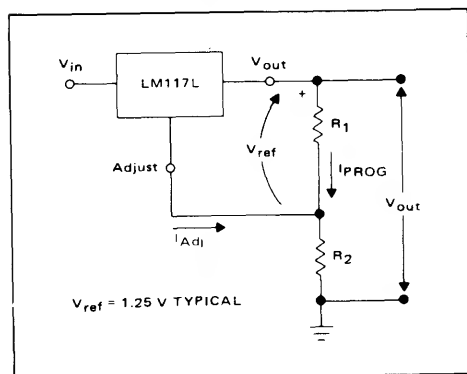 Vin
LM117L
Vout
+
R1
Vref
Adjust
IPROG
Vout
IAdj
R2
Vref = 1.25 V TYPICAL